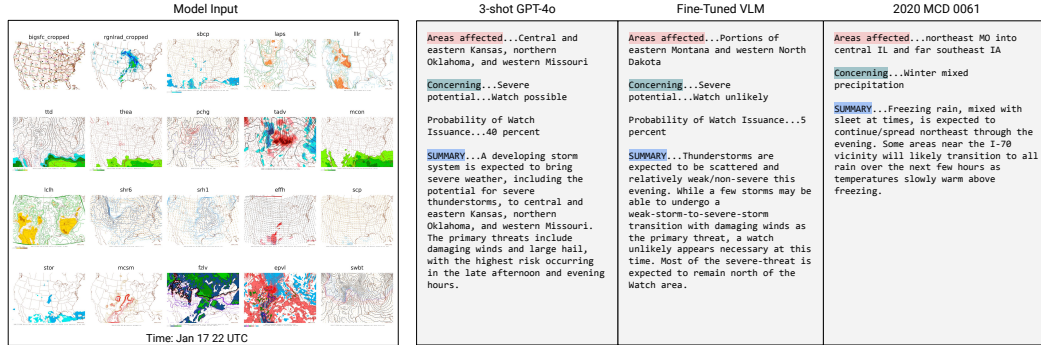 Model Input
bigsfc_cropped rgnlrad_cropped sbcp laps lllr
ttd thea pchg tadv mcon
lclh shr6 srh1 effh scp
stor mcsm fzlv epvl swbt
Time: Jan 17 22 UTC
3-shot GPT-4o
Areas affected...Central and
eastern Kansas, northern
Oklahoma, and western Missouri
Concerning...Severe
potential...Watch possible
Probability of Watch
Issuance...40 percent
SUMMARY...A developing storm
system is expected to bring
severe weather, including the
potential for severe
thunderstorms, to central and
eastern Kansas, northern
Oklahoma, and western Missouri.
The primary threats include
damaging winds and large hail,
with the highest risk occurring
in the late afternoon and evening
hours.
Fine-Tuned VLM
Areas affected...Portions of
eastern Montana and western North
Dakota
Concerning...Severe
potential...Watch unlikely
Probability of Watch Issuance...5
percent
SUMMARY...Thunderstorms are
expected to be scattered and
relatively weak/non-severe this
evening. While a few storms may be
able to undergo a
weak-storm-to-severe-storm
transition with damaging winds as
the primary threat, a watch
unlikely appears necessary at this
time. Most of the severe-threat is
expected to remain north of the
Watch area.
2020 MCD 0061
Areas affected...northeast MO into
central IL and far southeast IA
Concerning...Winter mixed
precipitation
SUMMARY...Freezing rain, mixed with
sleet at times, is expected to
continue/spread northeast through the
evening. Some areas near the I-70
vicinity will likely transition to all
rain over the next few hours as
temperatures slowly warm above
freezing.